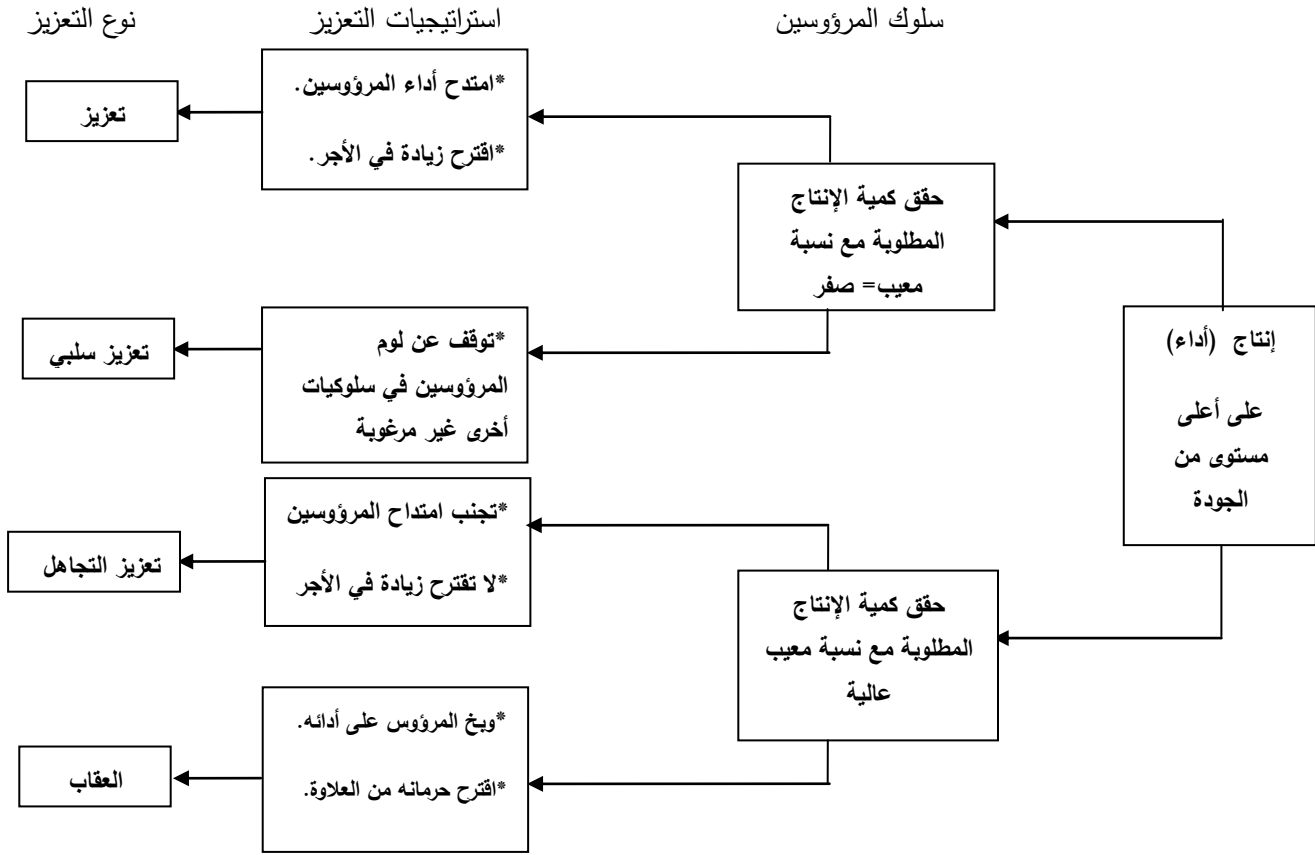 سلوك المرؤوسين
استراتيجيات التعزيز
نوع التعزيز
إنتاج (أداء)
على أعلى
مستوى من
الجودة
حقق كمية الإنتاج
المطلوبة مع نسبة
معيب= صفر
*امتدح أداء المرؤوسين.
*اقترح زيادة في الأجر.
تعزيز
*توقف عن لوم
المرؤوسين في سلوكيات
أخرى غير مرغوبة
تعزيز سلبي
حقق كمية الإنتاج
المطلوبة مع نسبة معيب
عالية
*تجنب امتداح المرؤوسين
*لا تقترح زيادة في الأجر
تعزيز التجاهل
*وبخ المرؤوس على أدائه.
*اقترح حرمانه من العلاوة.
العقاب